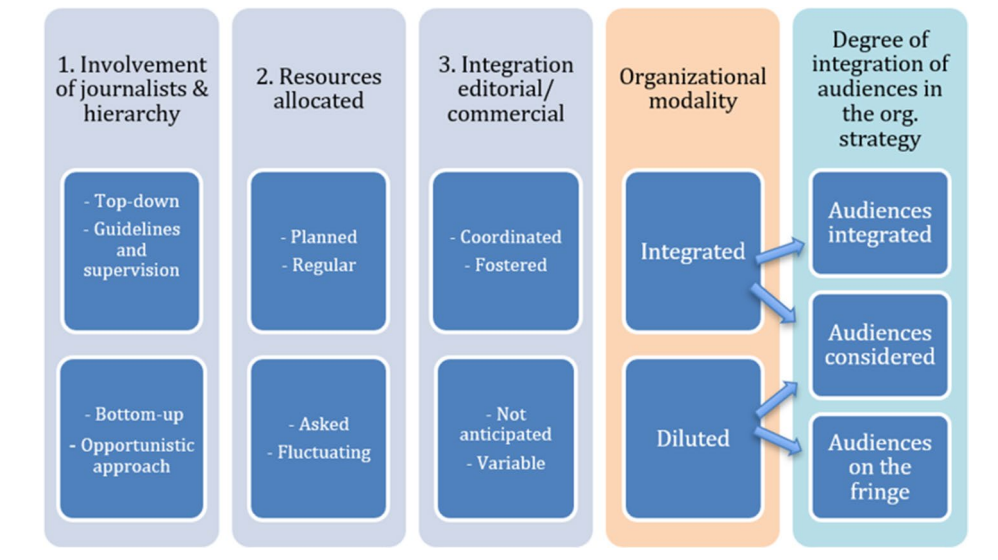 1. Involvement
of journalists &
hierarchy
- Top-down
- Guidelines
and
supervision
- Bottom-up
- Opportunistic
approach
2. Resources
allocated
- Planned
- Regular
- Asked
- Fluctuating
3. Integration
editorial/
commercial
- Coordinated
- Fostered
- Not
anticipated
- Variable
Organizational
modality
Integrated
Diluted
Degree of
integration of
audiences in
the org.
strategy
Audiences
integrated
Audiences
considered
Audiences
on the
fringe